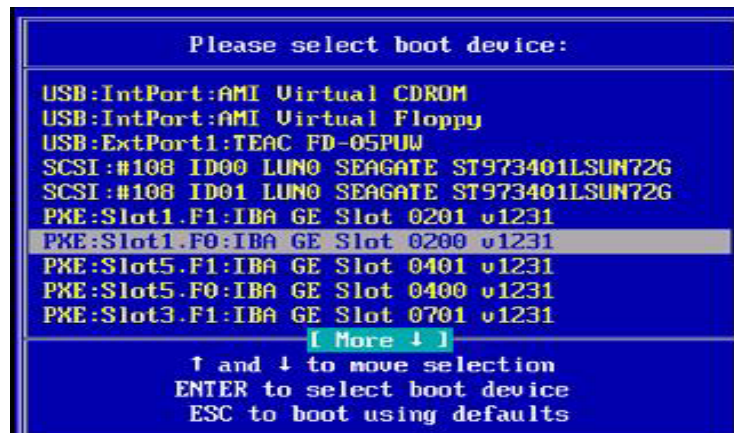 Please select boot device:
USB:IntPort:AMI Virtual CDROM
USB:IntPort:AMI Virtual Floppy
USB:ExtPort1:TEAC FD-05PUW
SCSI:#108 ID00 LUN0 SEAGATE ST973401LSUN72G
SCSI:#108 ID01 LUN0 SEAGATE ST973401LSUN72G
PXE:Slot1.F1:IBA GE Slot 0201 v1231
PXE:Slot1.F0:IBA GE Slot 0200 v1231
PXE:Slot5.F1:IBA GE Slot 0401 v1231
PXE:Slot5.F0:IBA GE Slot 0400 v1231
PXE:Slot3.F1:IBA GE Slot 0701 v1231
[ More ↓ ]
↑ and ↓ to move selection
ENTER to select boot device
ESC to boot using defaults